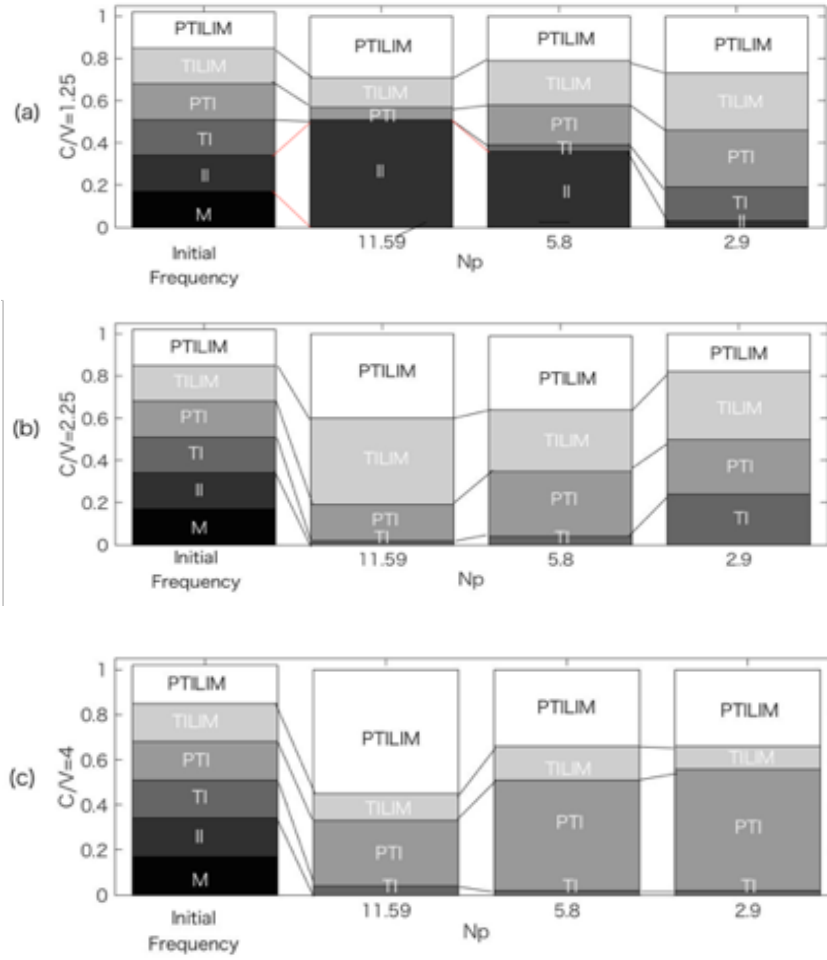 (a)
C/V=1.25
1
0.8
0.6
0.4
0.2
0
PTILIM
TILIM
PTI
TI
II
M
PTILIM
TILIM
PTI
II
PTILIM
TILIM
PTI
TI
II
PTILIM
TILIM
PTI
TI
II
Initial
Frequency
11.59
5.8
2.9
Np
(b)
C/V=2.25
1
0.8
0.6
0.4
0.2
0
PTILIM
TILIM
PTI
TI
II
M
PTILIM
TILIM
PTI
TI
PTILIM
TILIM
PTI
TI
PTILIM
TILIM
PTI
TI
Initial
Frequency
11.59
5.8
2.9
Np
(c)
C/V=4
1
0.8
0.6
0.4
0.2
0
PTILIM
TILIM
PTI
TI
II
M
PTILIM
TILIM
PTI
TI
PTILIM
TILIM
PTI
TI
PTILIM
TILIM
PTI
TI
Initial
Frequency
11.59
5.8
2.9
Np